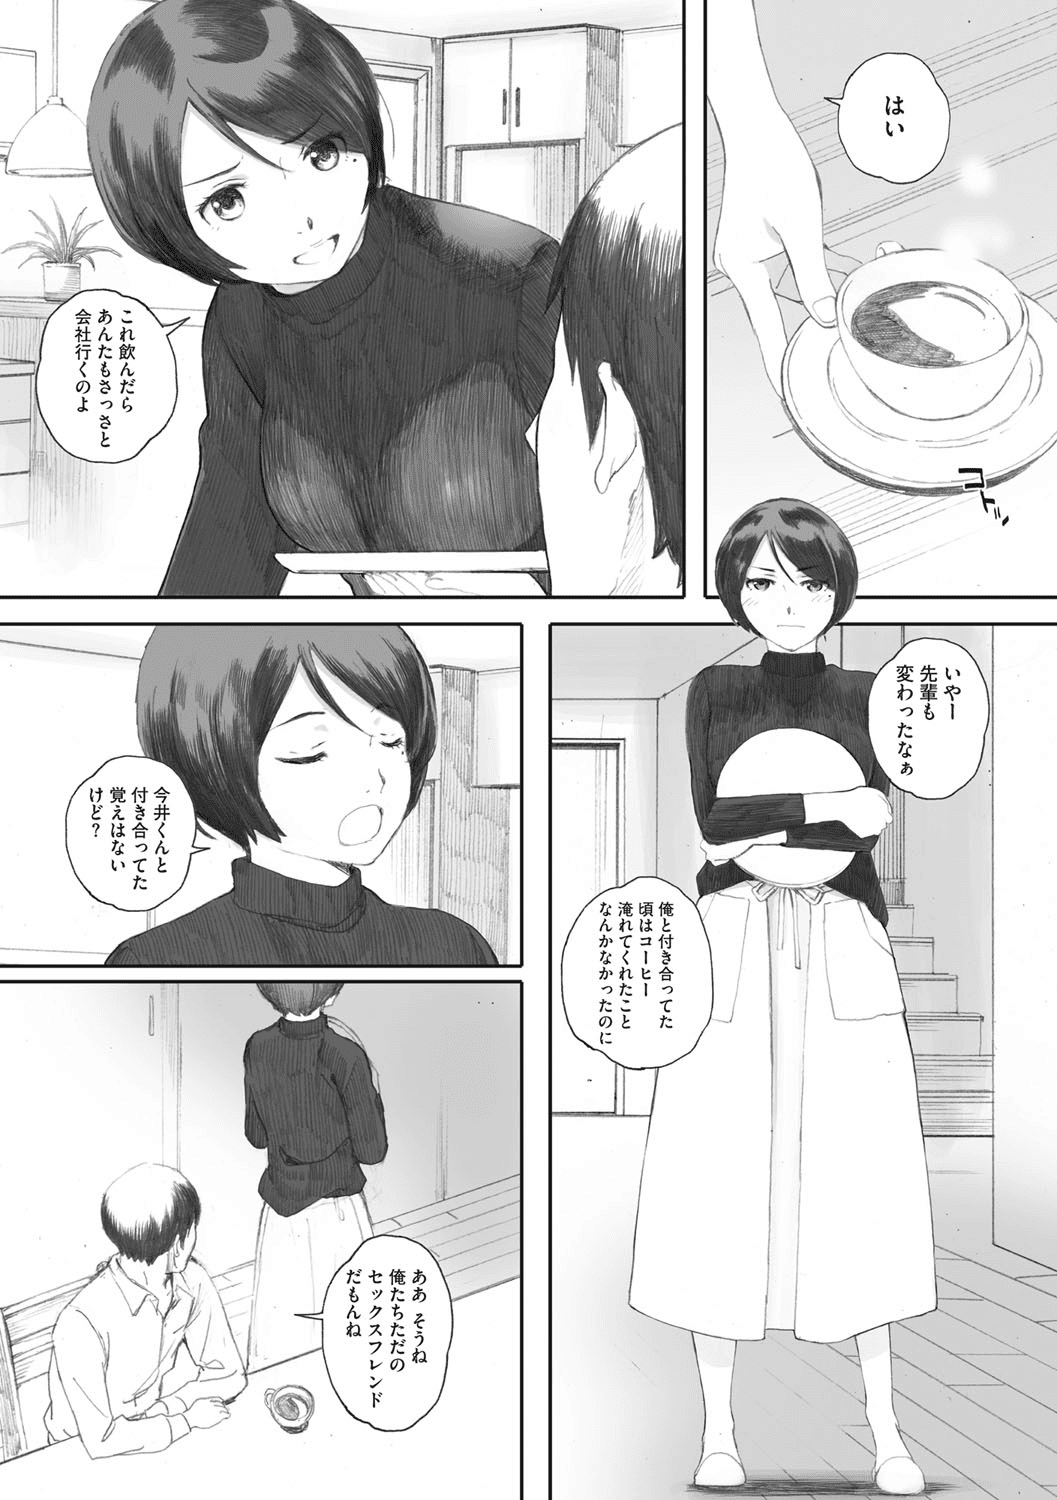 はい
コトッ
これ飲んだら
あんたもさっさと
会社行くのよ
いやー
先輩も
変わったなぁ
俺と付き合ってた
頃はコーヒー
淹れてくれたこと
なんかなかったのに
今井くんと
付き合ってた
覚えはない
けど？
ああ そうね
俺たちただの
セックスフレンド
だもんね